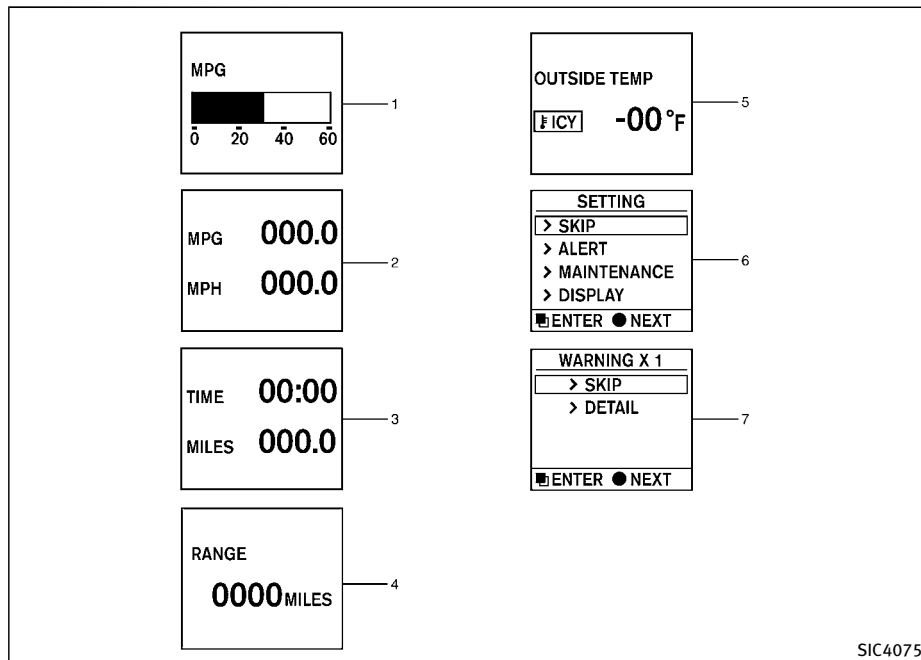 MPG
0 20 40 60
1
MPG 000.0
MPH 000.0
2
TIME 00:00
MILES 000.0
3
RANGE
0000 MILES
4
OUTSIDE TEMP
ICY -00°F
5
SETTING
> SKIP
> ALERT
> MAINTENANCE
> DISPLAY
ENTER ● NEXT
6
WARNING X 1
> SKIP
> DETAIL
ENTER ● NEXT
7
SIC4075